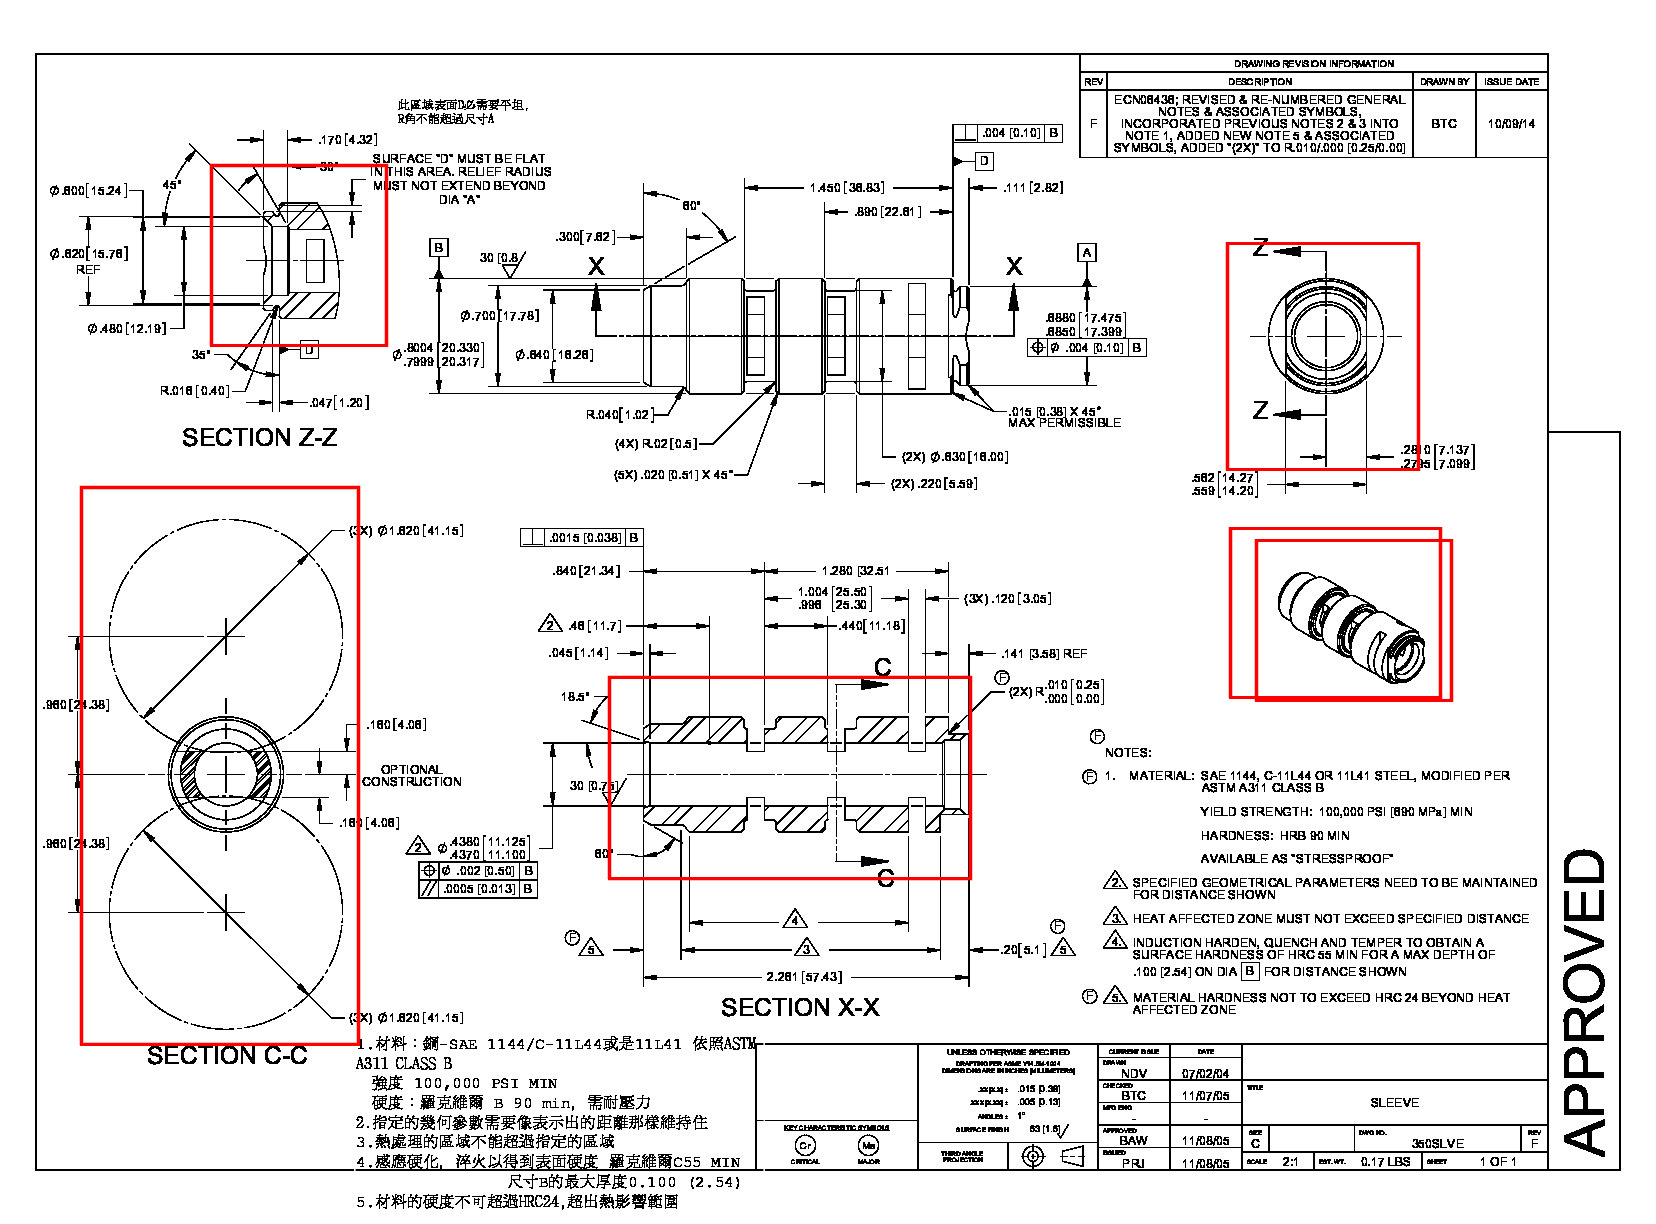 DRAWING REVISION INFORMATION
REV DESCRIPTION DRAWN BY ISSUE DATE
F ECN06436; REVISED & RE-NUMBERED GENERAL NOTES & ASSOCIATED SYMBOLS, INCORPORATED PREVIOUS NOTES 2 & 3 INTO NOTE 1, ADDED NEW NOTE 5 & ASSOCIATED SYMBOLS, ADDED "(2X)" TO R.010/.000 [0.25/0.00] BTC 10/09/14
此區域表面D必需要平坦,
R角不能超過尺寸A
.170 [4.32]
SURFACE "D" MUST BE FLAT
IN THIS AREA. RELIEF RADIUS
MUST NOT EXTEND BEYOND
DIA "A"
30°
45°
Ø.600 [15.24]
Ø.620 [15.76]
REF
Ø.480 [12.19]
35°
D
R.016 [0.40]
.047 [1.20]
SECTION Z-Z
.004 [0.10] B
D
1.450 [36.83]
.111 [2.82]
.890 [22.61]
60°
.300 [7.62]
B
30 [0.8]
X X
A
Ø.700 [17.78]
Ø.8004 [20.330]
.7999 [20.317]
Ø.640 [16.26]
.6880 [17.475]
.6850 [17.399]
Ø .004 [0.10] B
R.040 [1.02]
.015 [0.38] X 45°
MAX PERMISSIBLE
(4X) R.02 [0.5]
(2X) Ø.630 [16.00]
(5X) .020 [0.51] X 45°
(2X) .220 [5.59]
Z
Z
.2810 [7.137]
.2795 [7.099]
.562 [14.27]
.559 [14.20]
(3X) Ø1.620 [41.15]
.960 [24.38]
.160 [4.06]
OPTIONAL
CONSTRUCTION
.160 [4.06]
.960 [24.38]
(3X) Ø1.620 [41.15]
SECTION C-C
.0015 [0.038] B
.840 [21.34]
1.280 [32.51]
1.004 [25.50]
.996 [25.30]
(3X) .120 [3.05]
2 .46 [11.7]
.440 [11.18]
.045 [1.14]
.141 [3.58] REF
C
F
(2X) R .010 [0.25]
.000 [0.00]
18.5°
30 [0.75]
2 Ø .4380 [11.125]
.4370 [11.100]
Ø .002 [0.50] B
// .0005 [0.013] B
60°
C
4
F 5
3
.20 [5.1] F 5
2.261 [57.43]
SECTION X-X
F
NOTES:
F 1. MATERIAL: SAE 1144, C-11L44 OR 11L41 STEEL, MODIFIED PER
ASTM A311 CLASS B
YIELD STRENGTH: 100,000 PSI [690 MPa] MIN
HARDNESS: HRB 90 MIN
AVAILABLE AS "STRESSPROOF"
2. SPECIFIED GEOMETRICAL PARAMETERS NEED TO BE MAINTAINED
FOR DISTANCE SHOWN
3. HEAT AFFECTED ZONE MUST NOT EXCEED SPECIFIED DISTANCE
4. INDUCTION HARDEN, QUENCH AND TEMPER TO OBTAIN A
SURFACE HARDNESS OF HRC 55 MIN FOR A MAX DEPTH OF
.100 [2.54] ON DIA B FOR DISTANCE SHOWN
F 5. MATERIAL HARDNESS NOT TO EXCEED HRC 24 BEYOND HEAT
AFFECTED ZONE
APPROVED
1.材料:鋼-SAE 1144/C-11L44或是11L41 依照ASTM
A311 CLASS B
強度 100,000 PSI MIN
硬度:羅克維爾 B 90 min, 需耐壓力
2.指定的幾何參數需要像表示出的距離那樣維持住
3.熱處理的區域不能超過指定的區域
4.感應硬化, 淬火以得到表面硬度 羅克維爾C55 MIN
尺寸B的最大厚度0.100 (2.54)
5.材料的硬度不可超過HRC24,超出熱影響範圍
KEY CHARACTERISTIC SYMBOLS
Cr Ma
CRITICAL MAJOR
UNLESS OTHERWISE SPECIFIED
DIMENSIONS ARE IN INCHES [MILLIMETERS]
.015 [0.38]
.005 [0.13]
ANGLES: 1°
SURFACE FINISH 63 [1.6]
THIRD ANGLE
PROJECTION
CURRENT ISSUE DATE
DRAWN NDV 07/02/04
CHECKED BTC 11/07/05
MFG ENG - -
APPROVED BAW 11/08/05
ISSUED PRJ 11/08/05
TITLE
SLEEVE
SIZE C DWG NO. 350SLVE REV F
SCALE 2:1 EST. WT. 0.17 LBS SHEET 1 OF 1